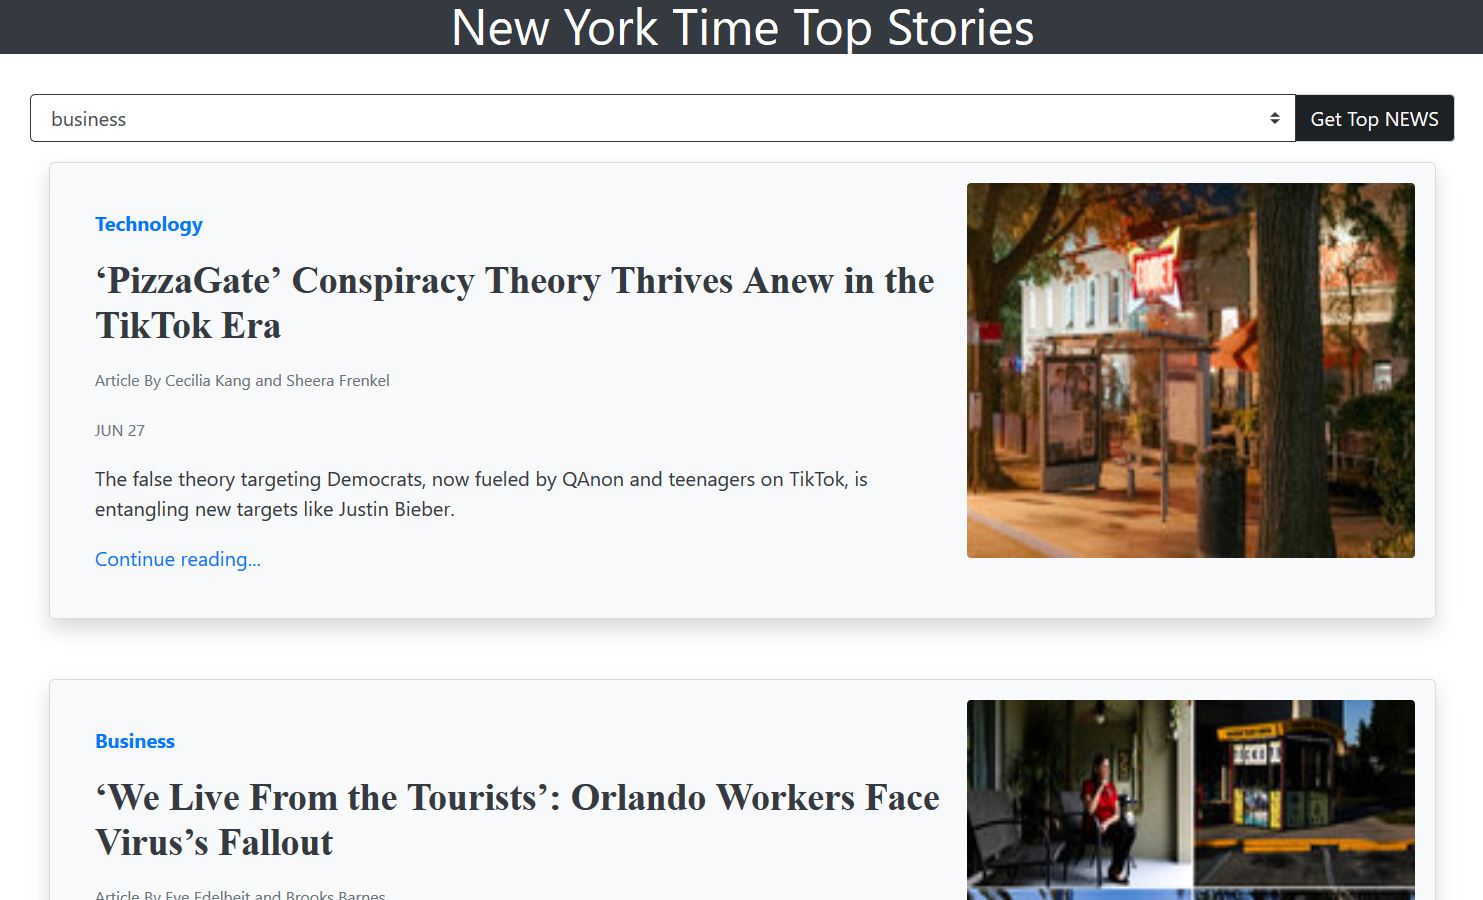 New York Time Top Stories
business
Get Top NEWS
Technology
‘PizzaGate’ Conspiracy Theory Thrives Anew in the
TikTok Era
Article By Cecilia Kang and Sheera Frenkel
JUN 27
The false theory targeting Democrats, now fueled by QAnon and teenagers on TikTok, is
entangling new targets like Justin Bieber.
Continue reading...
COMET
Business
‘We Live From the Tourists’: Orlando Workers Face
Virus’s Fallout
Article By Eve Edelheit and Brooks Barnes